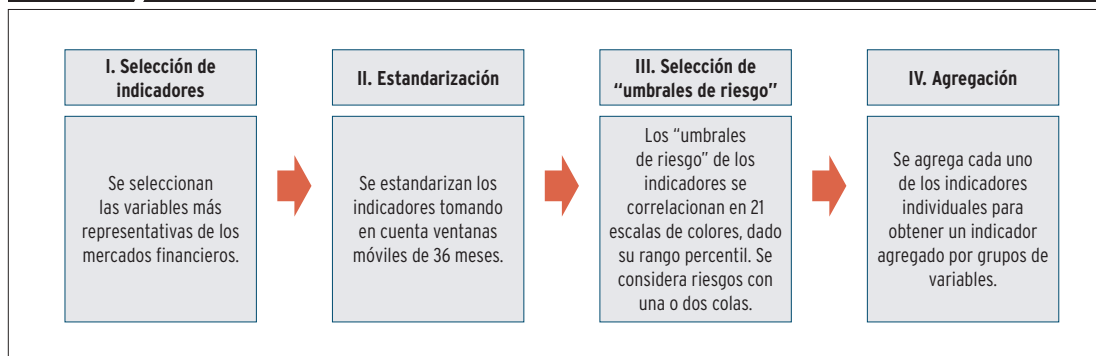 I. Selección de
indicadores
Se seleccionan
las variables más
representativas de los
mercados financieros.
II. Estandarización
Se estandarizan los
indicadores tomando
en cuenta ventanas
móviles de 36 meses.
III. Selección de
“umbrales de riesgo”
Los “umbrales
de riesgo” de los
indicadores se
correlacionan en 21
escalas de colores, dado
su rango percentil. Se
considera riesgos con
una o dos colas.
IV. Agregación
Se agrega cada uno
de los indicadores
individuales para
obtener un indicador
agregado por grupos de
variables.